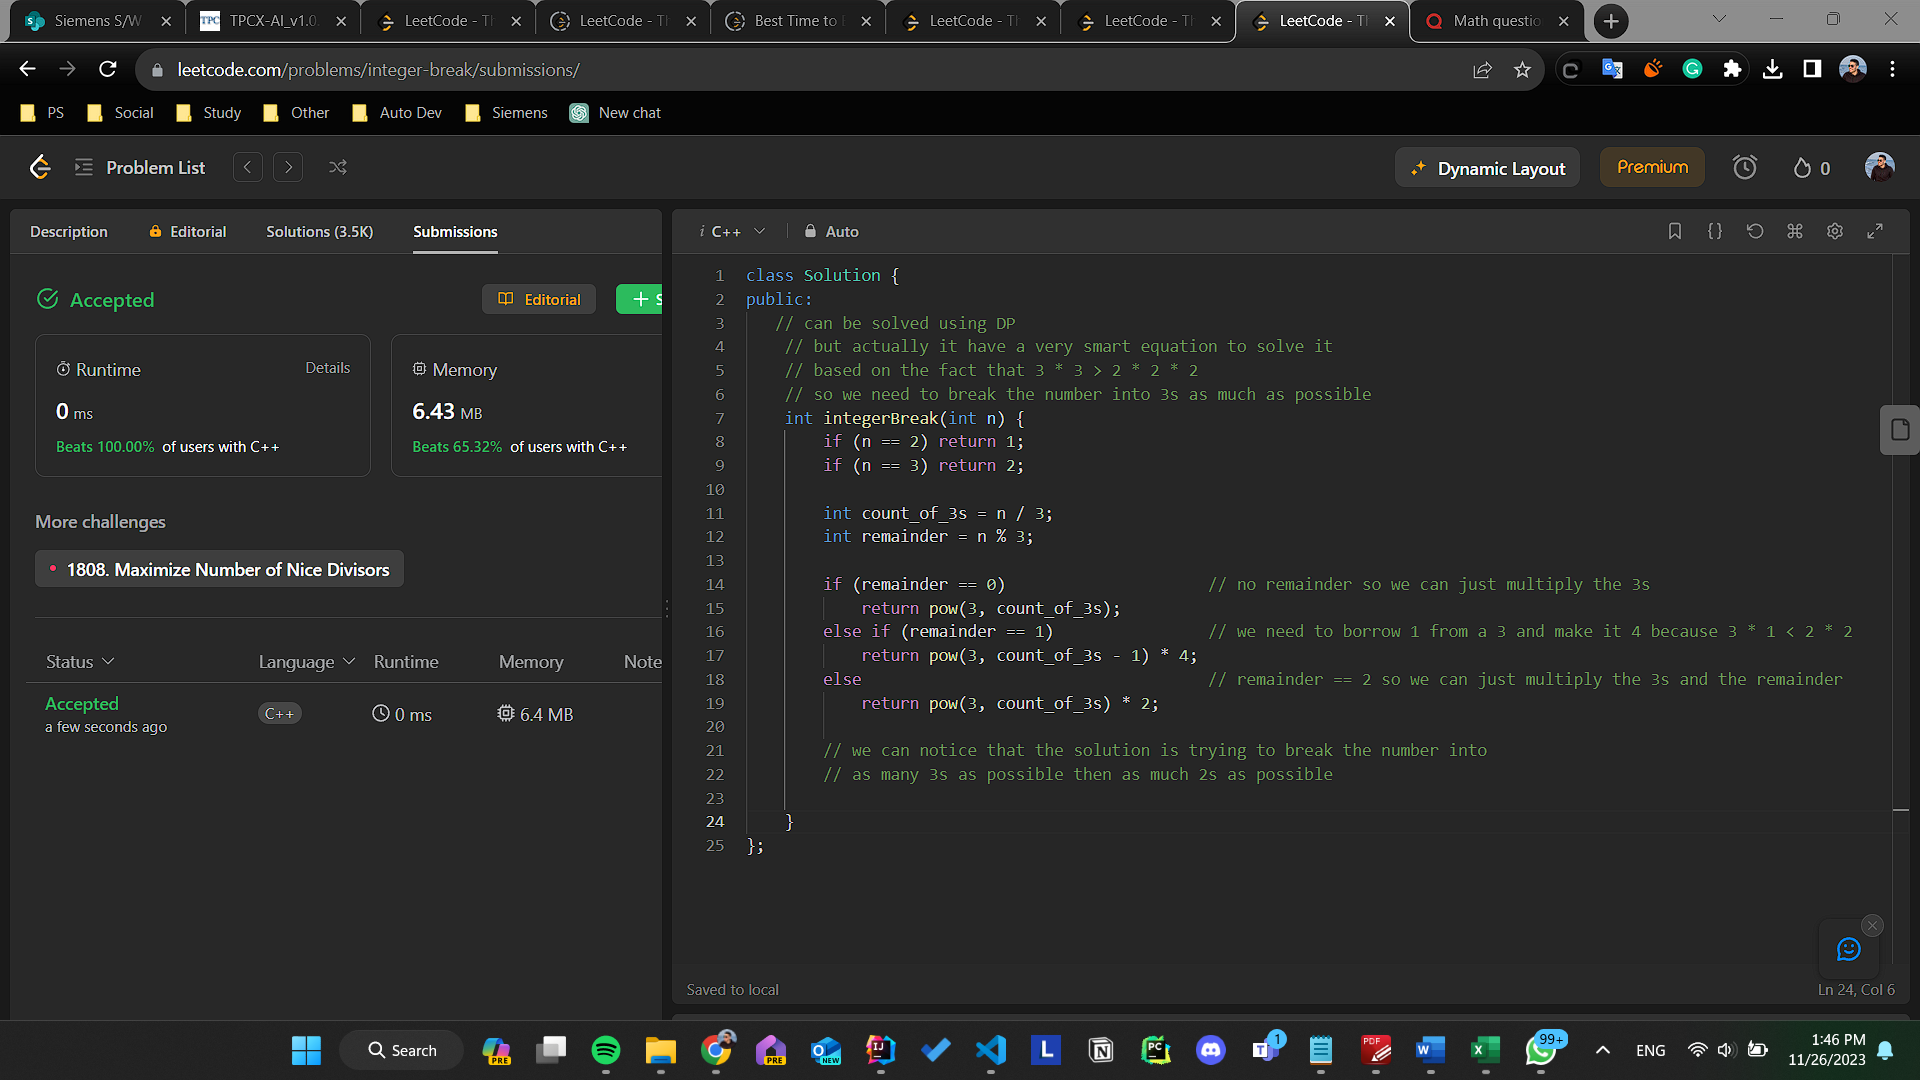 Siemens S/W
TPCX-AI_v1.0.
LeetCode - Th
LeetCode - Th
Best Time to
LeetCode - Th
LeetCode - Th
LeetCode - Th
Math questio
leetcode.com/problems/integer-break/submissions/
PS
Social
Study
Other
Auto Dev
Siemens
New chat
Problem List
Dynamic Layout
Premium
0
Description
Editorial
Solutions (3.5K)
Submissions
Accepted
Editorial
Runtime
Details
0 ms
Beats 100.00% of users with C++
Memory
6.43 MB
Beats 65.32% of users with C++
More challenges
1808. Maximize Number of Nice Divisors
Status
Language
Runtime
Memory
Note
Accepted
a few seconds ago
C++
0 ms
6.4 MB
i C++
Auto
1 class Solution {
2 public:
3 // can be solved using DP
4 // but actually it have a very smart equation to solve it
5 // based on the fact that 3 * 3 > 2 * 2 * 2
6 // so we need to break the number into 3s as much as possible
7 int integerBreak(int n) {
8 if (n == 2) return 1;
9 if (n == 3) return 2;
10
11 int count_of_3s = n / 3;
12 int remainder = n % 3;
13
14 if (remainder == 0) // no remainder so we can just multiply the 3s
15 return pow(3, count_of_3s);
16 else if (remainder == 1) // we need to borrow 1 from a 3 and make it 4 because 3 * 1 < 2 * 2
17 return pow(3, count_of_3s - 1) * 4;
18 else // remainder == 2 so we can just multiply the 3s and the remainder
19 return pow(3, count_of_3s) * 2;
20
21 // we can notice that the solution is trying to break the number into
22 // as many 3s as possible then as much 2s as possible
23
24 }
25 };
Saved to local
Ln 24, Col 6
Search
PRE
PRE
NEW
1
PDF
99+
ENG
1:46 PM
11/26/2023